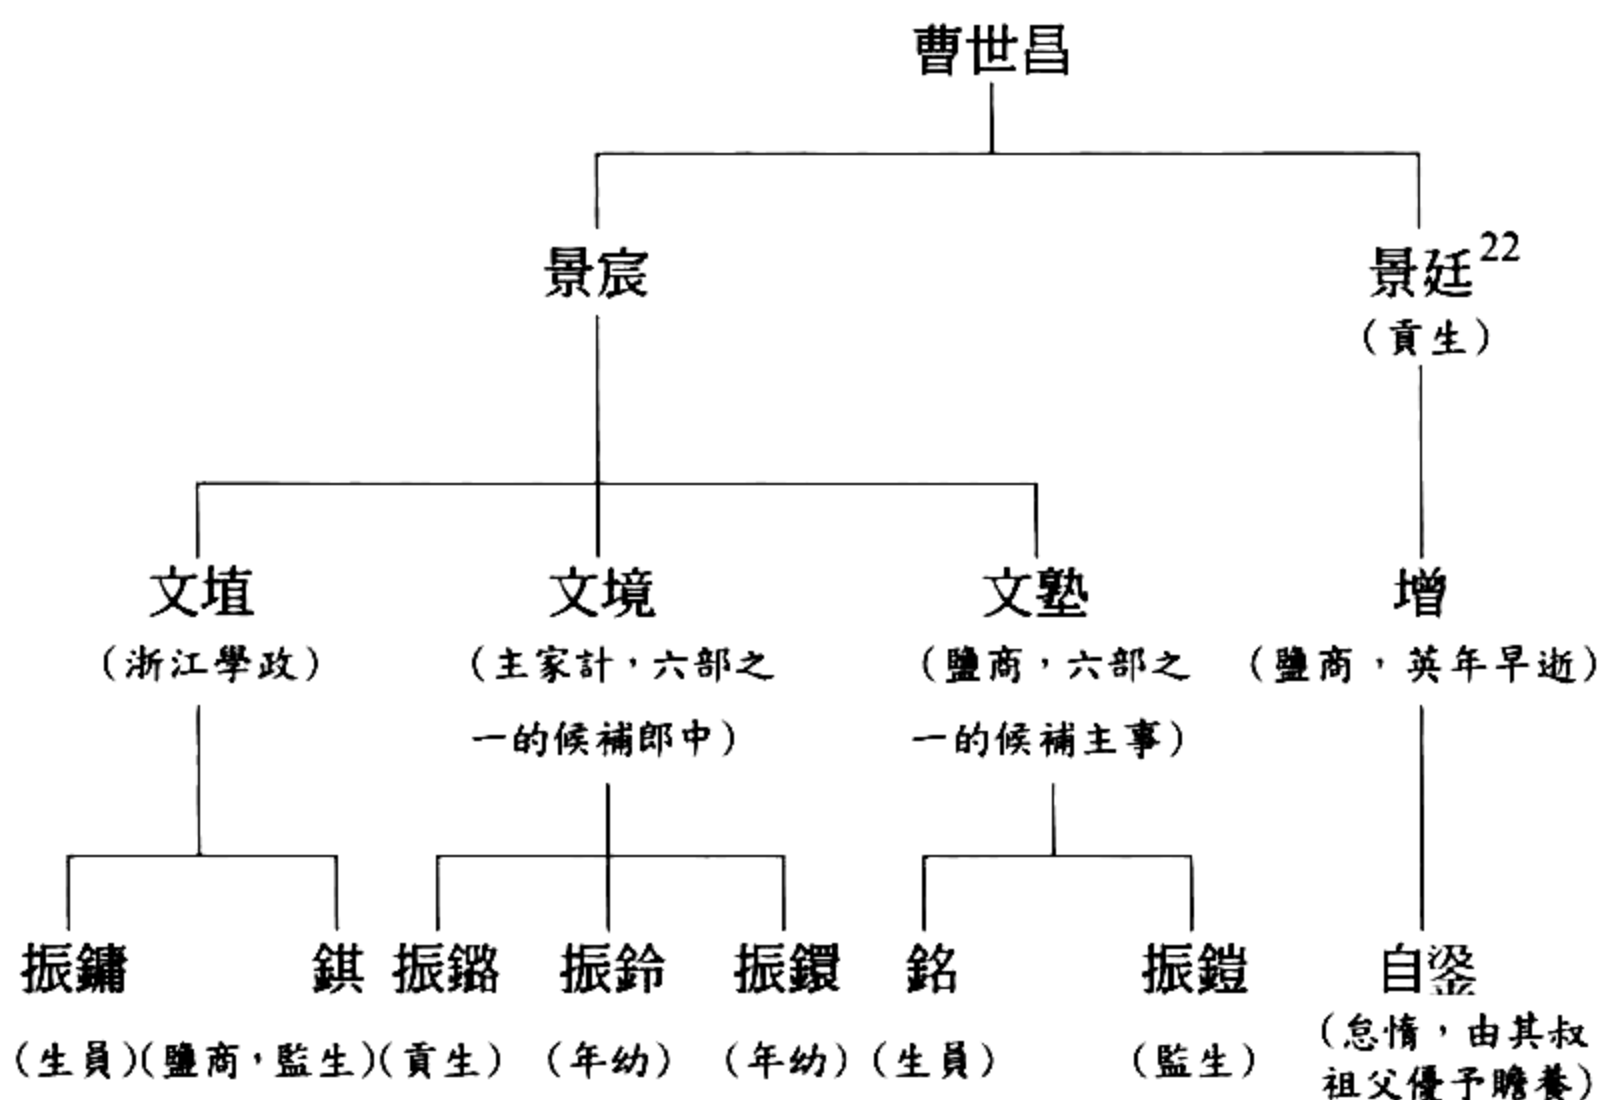 曹世昌
景宸 景廷22
(貢生)
文埴 文境 文塾 增
(浙江學政) (主家計,六部之 (鹽商,六部之 (鹽商,英年早逝)
一的候補郎中) 一的候補主事)
振鏞 錤 振鏴 振鈴 振鐶 銘 振鎧 自
(生員)(鹽商,監生)(貢生) (年幼) (年幼) (生員) (監生) (怠惰,由其叔
祖父優予贍養)